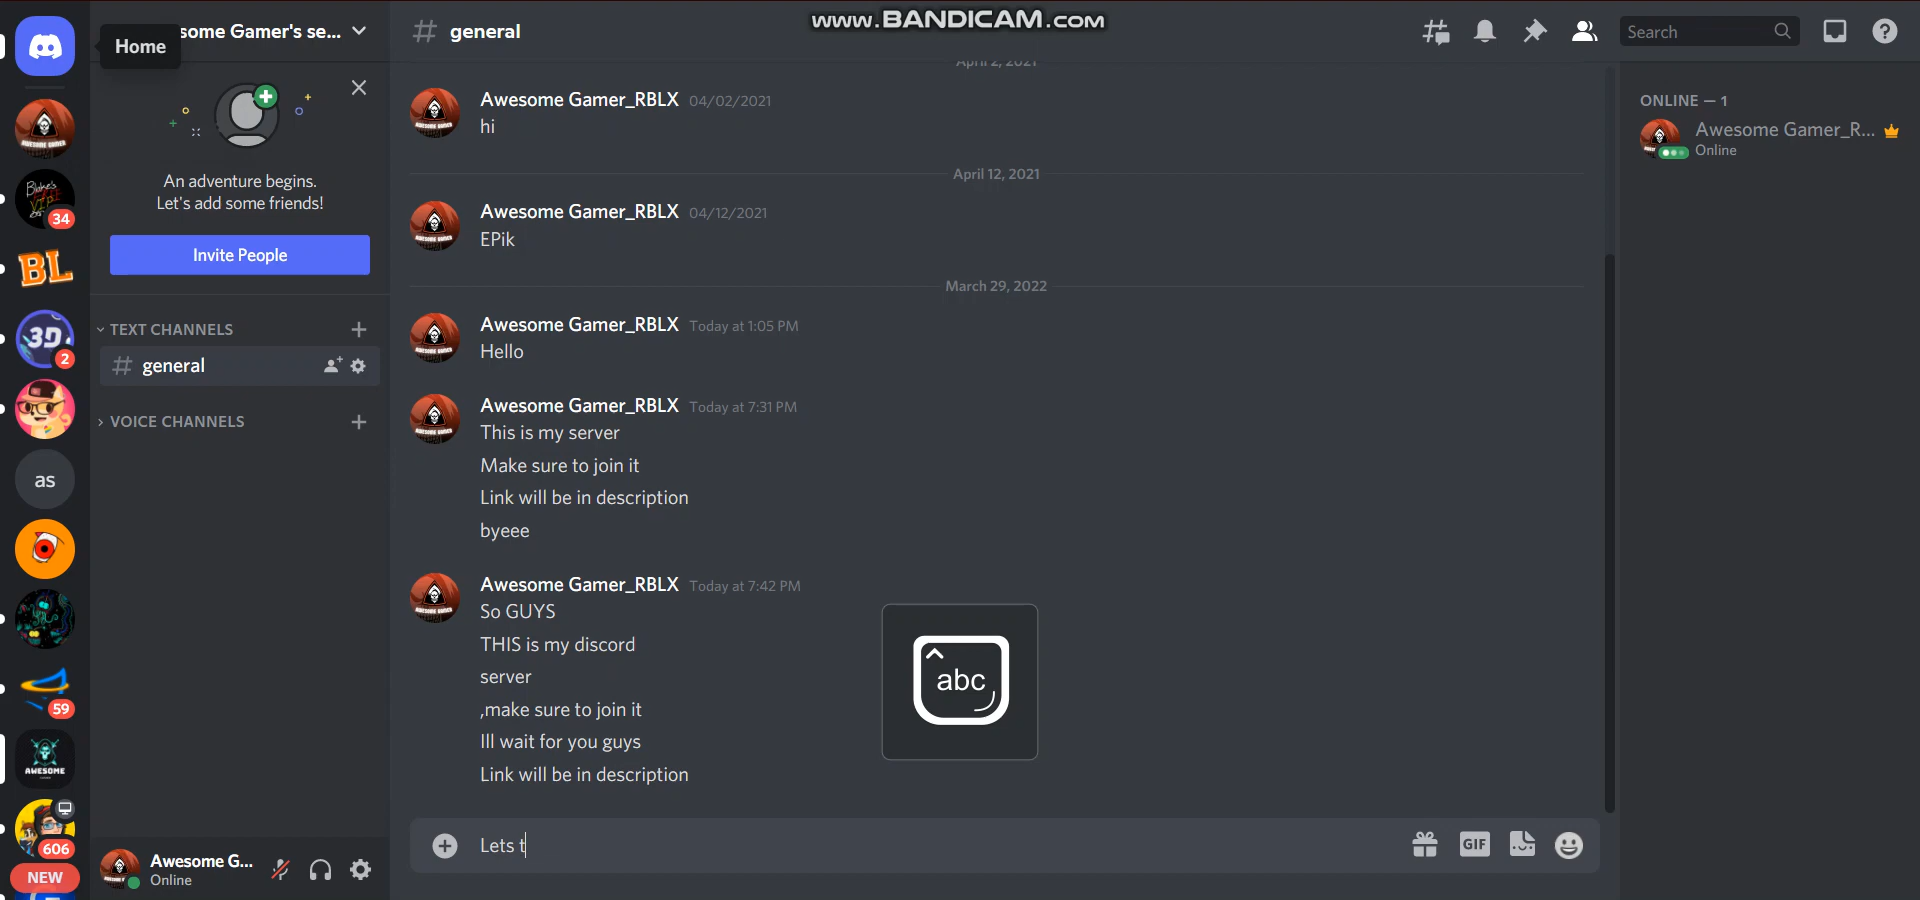 www.BANDICAM.com
Home
some Gamer's se...
general
Search
An adventure begins.
Let's add some friends!
Invite People
TEXT CHANNELS
general
VOICE CHANNELS
34
BL
3D
2
as
59
AWESOME
606
NEW
Awesome G...
Online
April 2, 2021
AWESOME GAMER
Awesome Gamer_RBLX 04/02/2021
hi
April 12, 2021
Awesome Gamer_RBLX 04/12/2021
EPik
March 29, 2022
Awesome Gamer_RBLX Today at 1:05 PM
Hello
Awesome Gamer_RBLX Today at 7:31 PM
This is my server
Make sure to join it
Link will be in description
byeee
Awesome Gamer_RBLX Today at 7:42 PM
So GUYS
THIS is my discord
server
,make sure to join it
Ill wait for you guys
Link will be in description
abc
Lets t
GIF
ONLINE — 1
Awesome Gamer_R...
Online